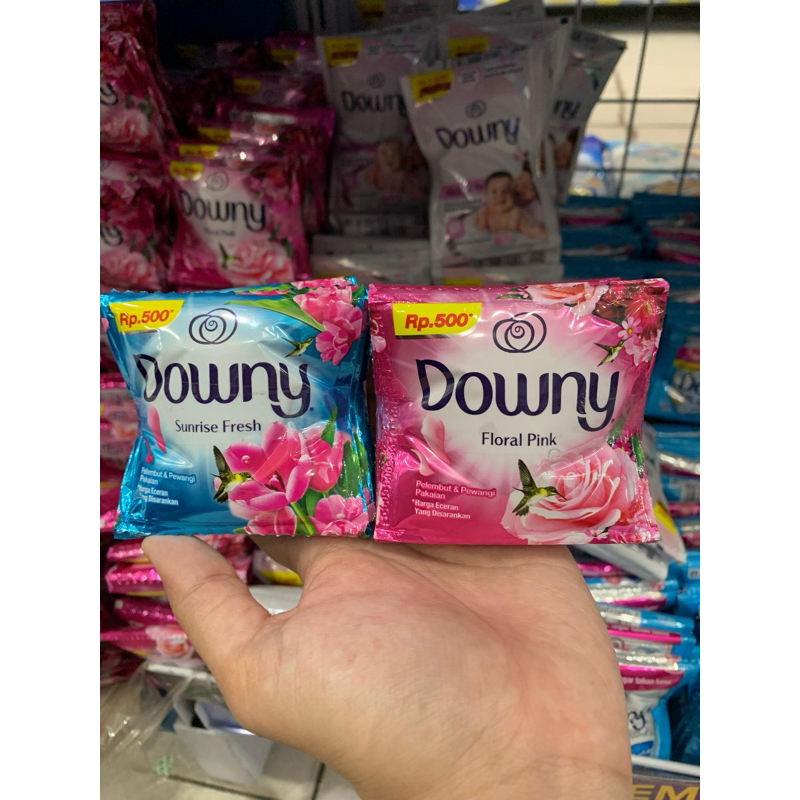 Downy
Downy
Downy
Rp.500*
Downy
Sunrise Fresh
Pelembut & Pewangi
Pakaian
*Harga Eceran
Yang Disarankan
Rp.500*
Downy
Floral Pink
Pelembut & Pewangi
Pakaian
*Harga Eceran
Yang Disarankan